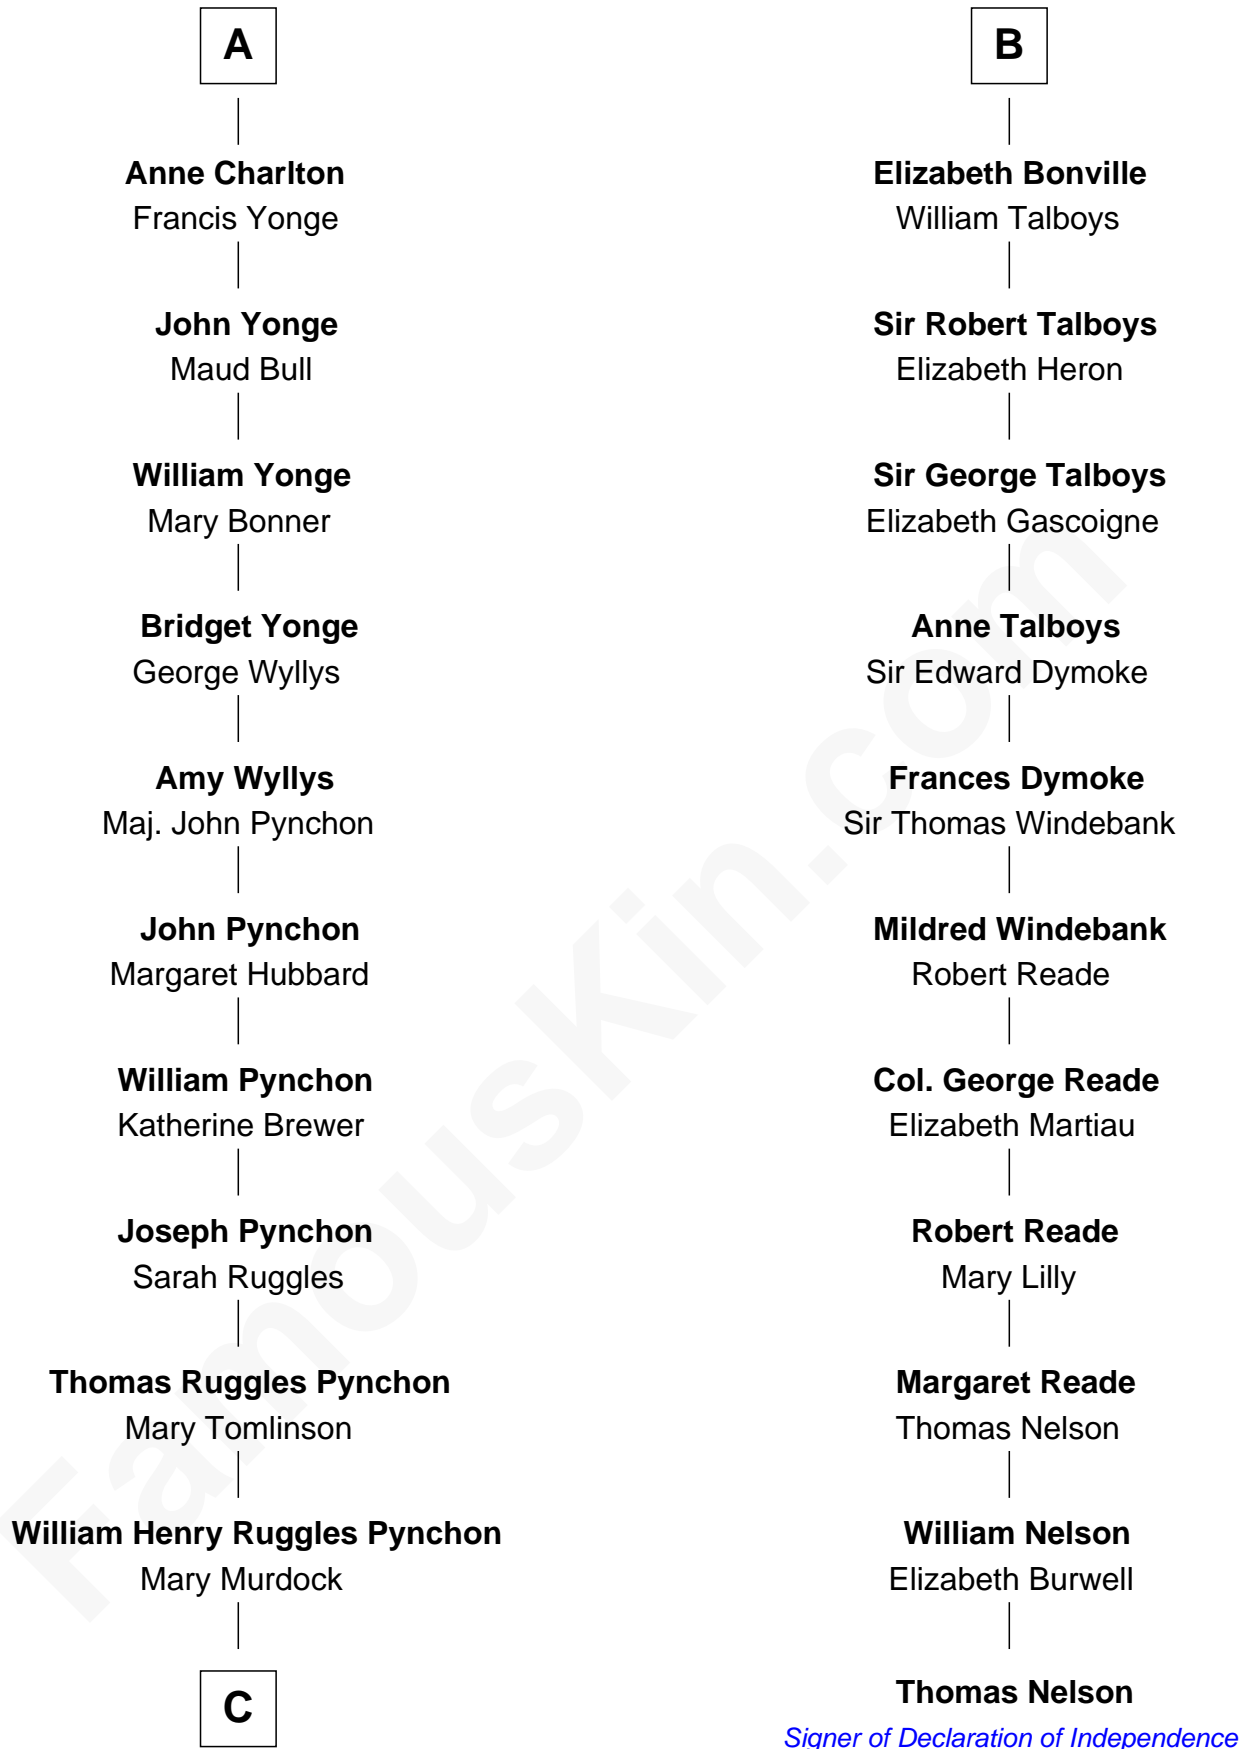 A
Anne Charlton
Francis Yonge
John Yonge
Maud Bull
William Yonge
Mary Bonner
Bridget Yonge
George Wyllys
Amy Wyllys
Maj. John Pynchon
John Pynchon
Margaret Hubbard
William Pynchon
Katherine Brewer
Joseph Pynchon
Sarah Ruggles
Thomas Ruggles Pynchon
Mary Tomlinson
William Henry Ruggles Pynchon
Mary Murdock
C
B
Elizabeth Bonville
William Talboys
Sir Robert Talboys
Elizabeth Heron
Sir George Talboys
Elizabeth Gascoigne
Anne Talboys
Sir Edward Dymoke
Frances Dymoke
Sir Thomas Windebank
Mildred Windebank
Robert Reade
Col. George Reade
Elizabeth Martiau
Robert Reade
Mary Lilly
Margaret Reade
Thomas Nelson
William Nelson
Elizabeth Burwell
Thomas Nelson
Signer of Declaration of Independence
FamousKin.com